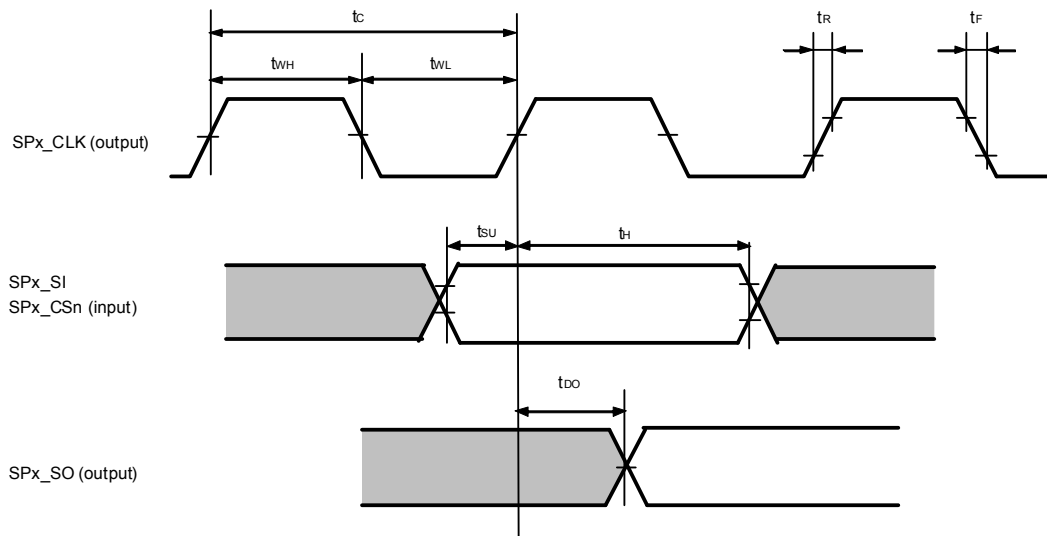 tC
tR
tF
tWH
tWL
SPx_CLK (output)
tSU
tH
SPx_SI
SPx_CSn (input)
tDO
SPx_SO (output)